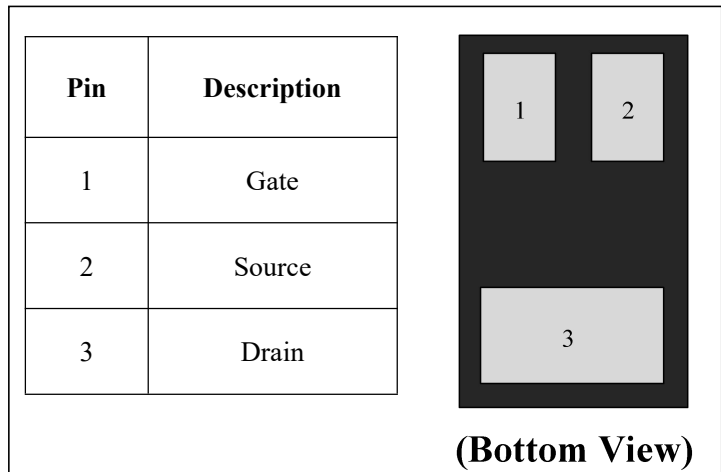 Pin Description
1 Gate
2 Source
3 Drain
1 2
3
(Bottom View)